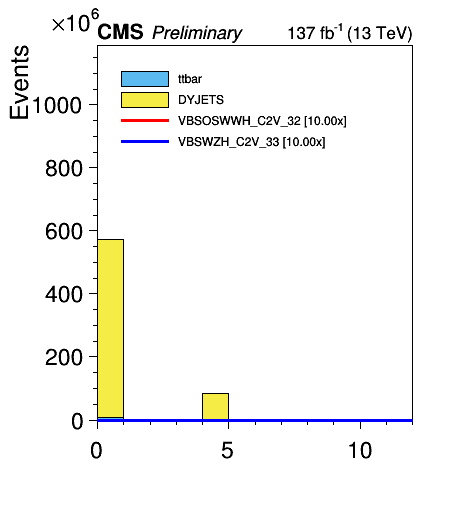 ×10⁶
CMS Preliminary 137 fb⁻¹ (13 TeV)
Events
ttbar
DYJETS
VBSOSWWH_C2V_32 [10.00x]
VBSWZH_C2V_33 [10.00x]
1000
800
600
400
200
0
0 5 10